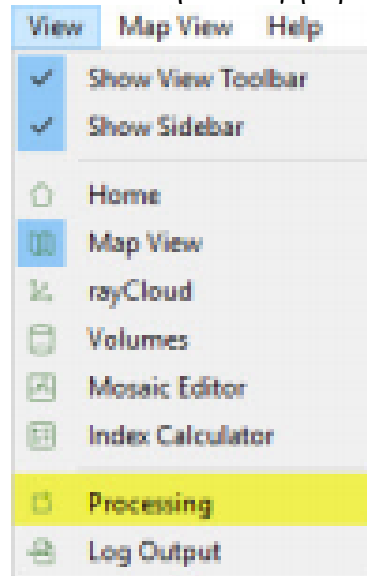 View Map View Help
Show View Toolbar
Show Sidebar
Home
Map View
rayCloud
Volumes
Mosaic Editor
Index Calculator
Processing
Log Output